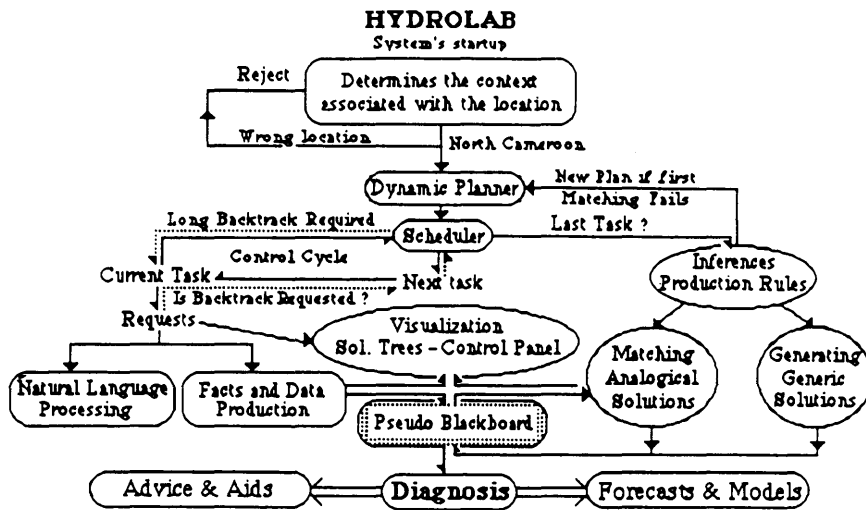 HYDROLAB
System's startup
Reject
Determines the context
associated with the location
Wrong location
North Cameroon
New Plan if first
Matching Fails
Dynamic Planner
Long Backtrack Required
Scheduler
Last Task ?
Control Cycle
Current Task
Next task
Is Backtrack Requested ?
Inferences
Production Rules
Requests
Visualization
Sol. Trees - Control Panel
Matching
Analogical
Solutions
Generating
Generic
Solutions
Natural Language
Processing
Facts and Data
Production
Pseudo Blackboard
Advice & Aids
Diagnosis
Forecasts & Models